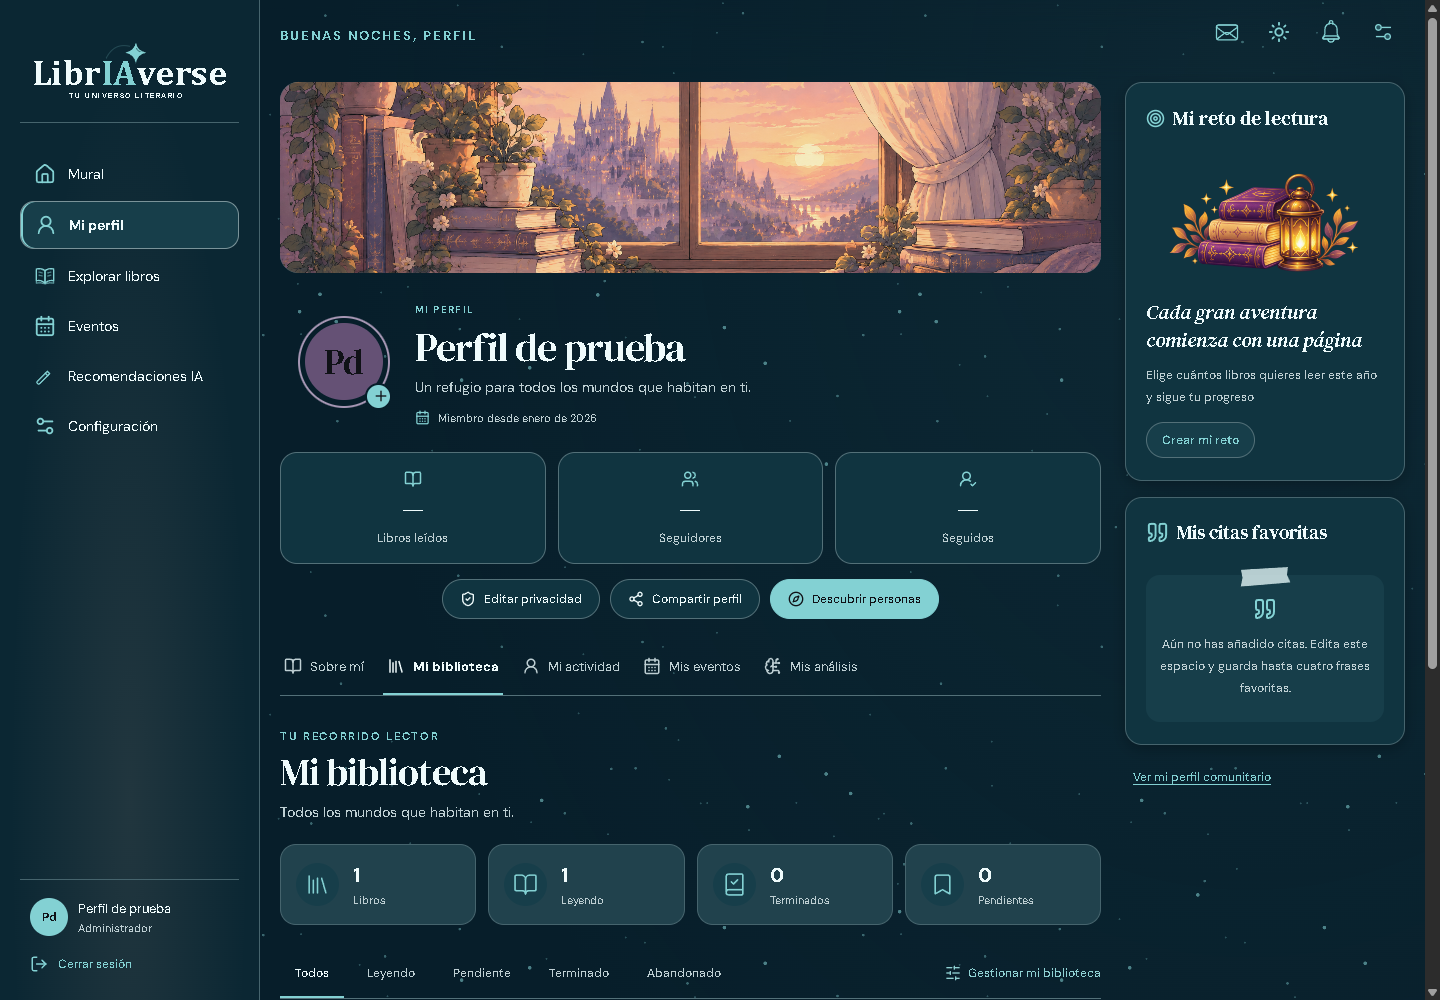 LibrIAverse
TU UNIVERSO LITERARIO
Mural
Mi perfil
Explorar libros
Eventos
Recomendaciones IA
Configuración
Pd
Perfil de prueba
Administrador
Cerrar sesión
BUENAS NOCHES, PERFIL
Pd
MI PERFIL
Perfil de prueba
Un refugio para todos los mundos que habitan en ti.
Miembro desde enero de 2026
—
Libros leídos
—
Seguidores
—
Seguidos
Editar privacidad
Compartir perfil
Descubrir personas
Sobre mí
Mi biblioteca
Mi actividad
Mis eventos
Mis análisis
TU RECORRIDO LECTOR
Mi biblioteca
Todos los mundos que habitan en ti.
1
Libros
1
Leyendo
0
Terminados
0
Pendientes
Todos
Leyendo
Pendiente
Terminado
Abandonado
Gestionar mi biblioteca
Mi reto de lectura
Cada gran aventura
comienza con una página
Elige cuántos libros quieres leer este año
y sigue tu progreso
Crear mi reto
Mis citas favoritas
Aún no has añadido citas. Edita este
espacio y guarda hasta cuatro frases
favoritas.
Ver mi perfil comunitario